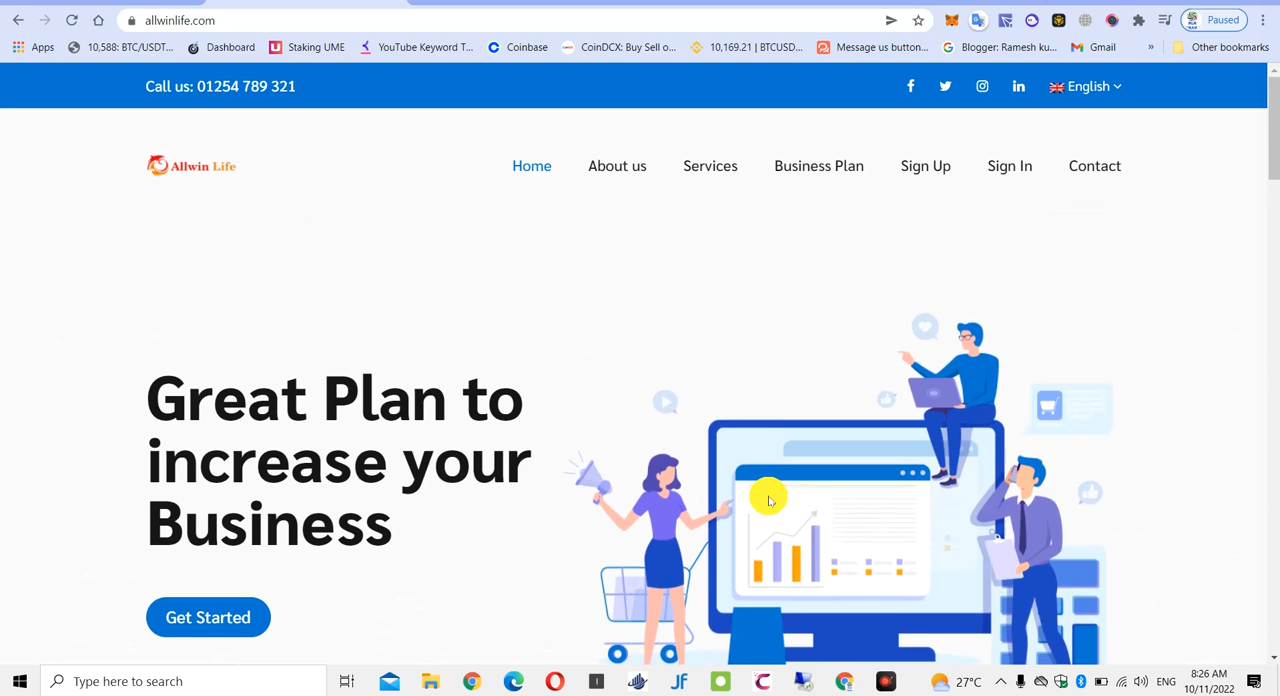 allwinlife.com
Paused
Apps
10,588: BTC/USDT...
Dashboard
Staking UME
YouTube Keyword T...
Coinbase
CoinDCX: Buy Sell o...
10,169.21 | BTCUSD...
Message us button...
Blogger: Ramesh ku...
Gmail
»
Other bookmarks
Call us: 01254 789 321
English
Allwin Life
Home
About us
Services
Business Plan
Sign Up
Sign In
Contact
Great Plan to
increase your
Business
Get Started
Type here to search
27°C
ENG
8:26 AM
10/11/2022